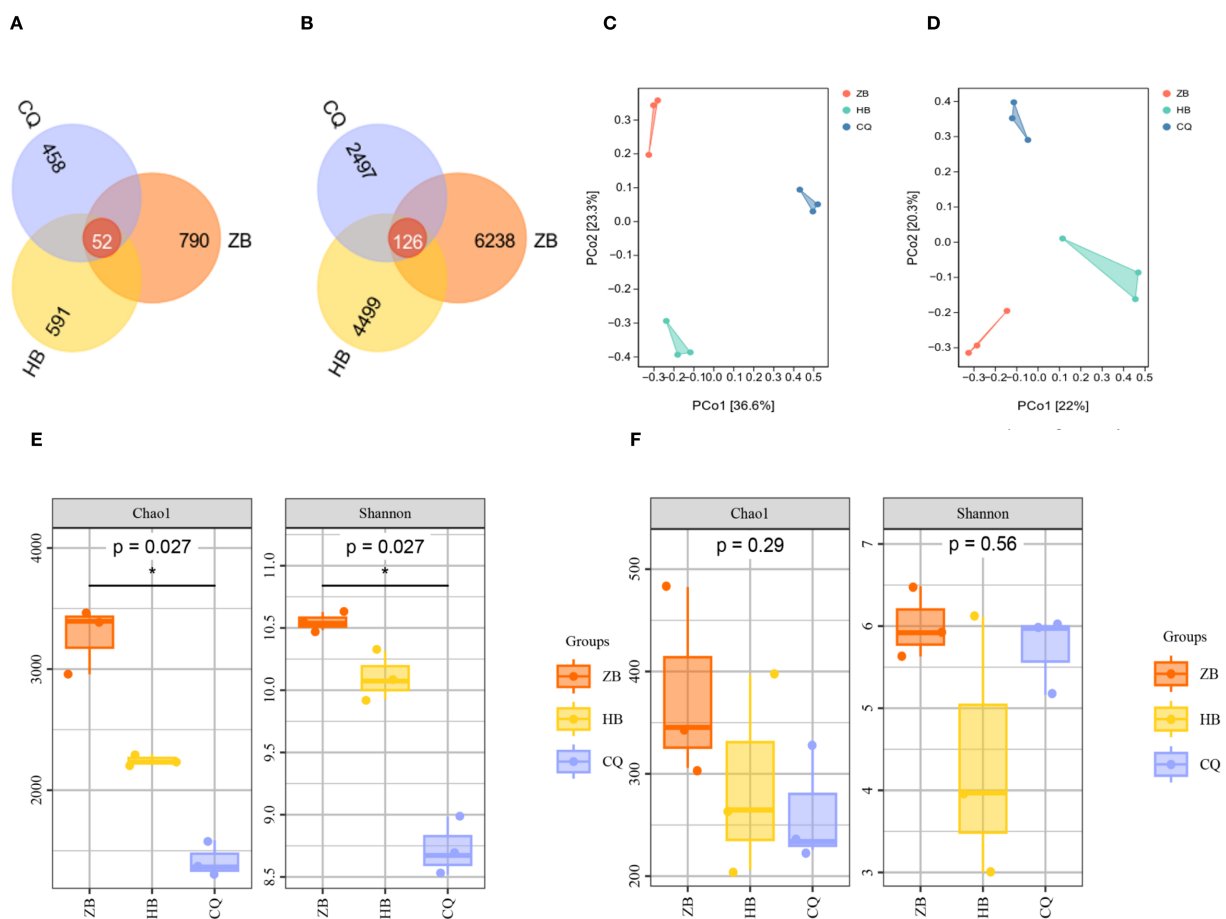 A
B
C
D
CQ
458
52
790
ZB
591
HB
CQ
2497
126
6238
ZB
4499
HB
ZB
HB
CQ
0.3
0.2
0.1
0.0
−0.1
−0.2
−0.3
−0.4
PCo2 [23.3%]
−0.3 −0.2 −0.1 0.0 0.1 0.2 0.3 0.4 0.5
PCo1 [36.6%]
ZB
HB
CQ
0.4
0.3
0.2
0.1
0.0
−0.1
−0.2
−0.3
PCo2 [20.3%]
−0.3 −0.2 −0.1 0.0 0.1 0.2 0.3 0.4 0.5
PCo1 [22%]
E
Chao1
p = 0.027
*
4000
3000
2000
ZB
HB
CQ
Shannon
p = 0.027
*
11.0
10.5
10.0
9.5
9.0
8.5
ZB
HB
CQ
Groups
ZB
HB
CQ
F
Chao1
p = 0.29
500
400
300
200
ZB
HB
CQ
Shannon
p = 0.56
7
6
5
4
3
ZB
HB
CQ
Groups
ZB
HB
CQ